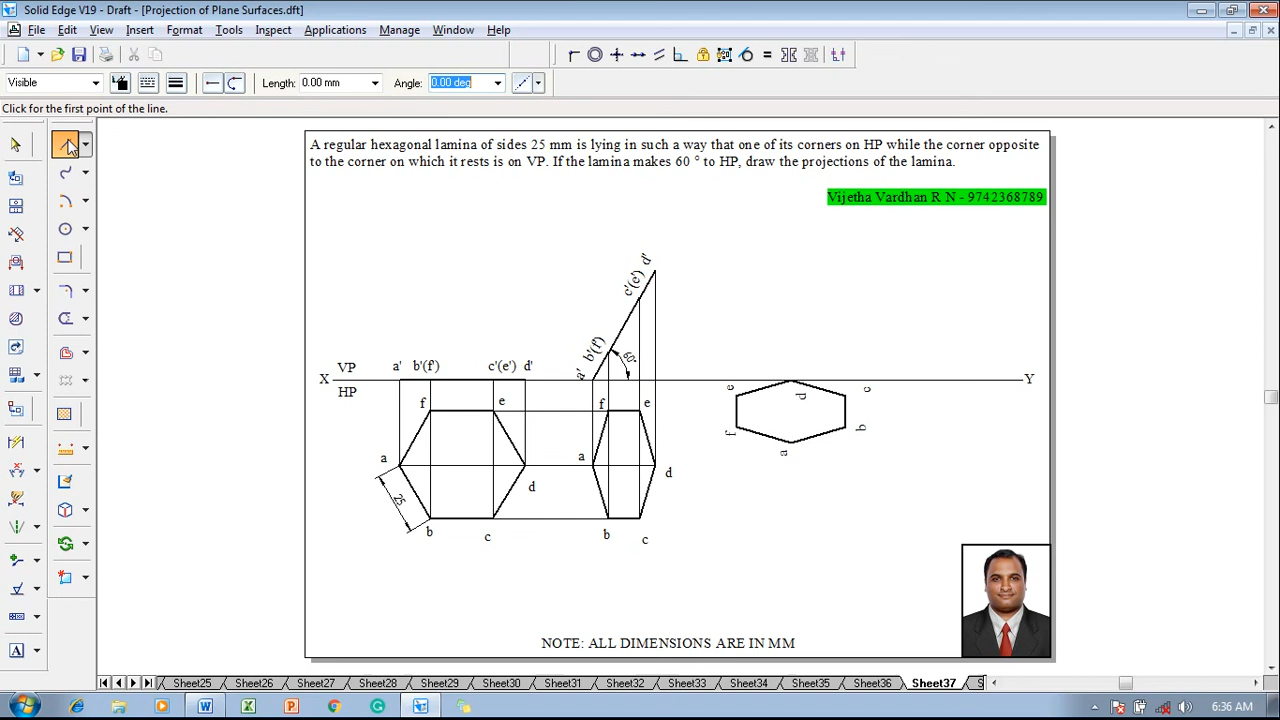 Solid Edge V19 - Draft - [Projection of Plane Surfaces.dft]
File Edit View Insert Format Tools Inspect Applications Manage Window Help
Visible Length: 0.00 mm Angle: 0.00 deg
Click for the first point of the line.
A regular hexagonal lamina of sides 25 mm is lying in such a way that one of its corners on HP while the corner opposite
to the corner on which it rests is on VP. If the lamina makes 60 ° to HP, draw the projections of the lamina.
Vijetha Vardhan R N - 9742368789
d'
c'(e')
b'(f')
a'
60°
VP
a' b'(f') c'(e') d'
X
Y
HP
f e f e
e d c
a a
f b
d d
a
25
b c b c
NOTE: ALL DIMENSIONS ARE IN MM
Sheet25 Sheet26 Sheet27 Sheet28 Sheet29 Sheet30 Sheet31 Sheet32 Sheet33 Sheet34 Sheet35 Sheet36 Sheet37 S
6:36 AM